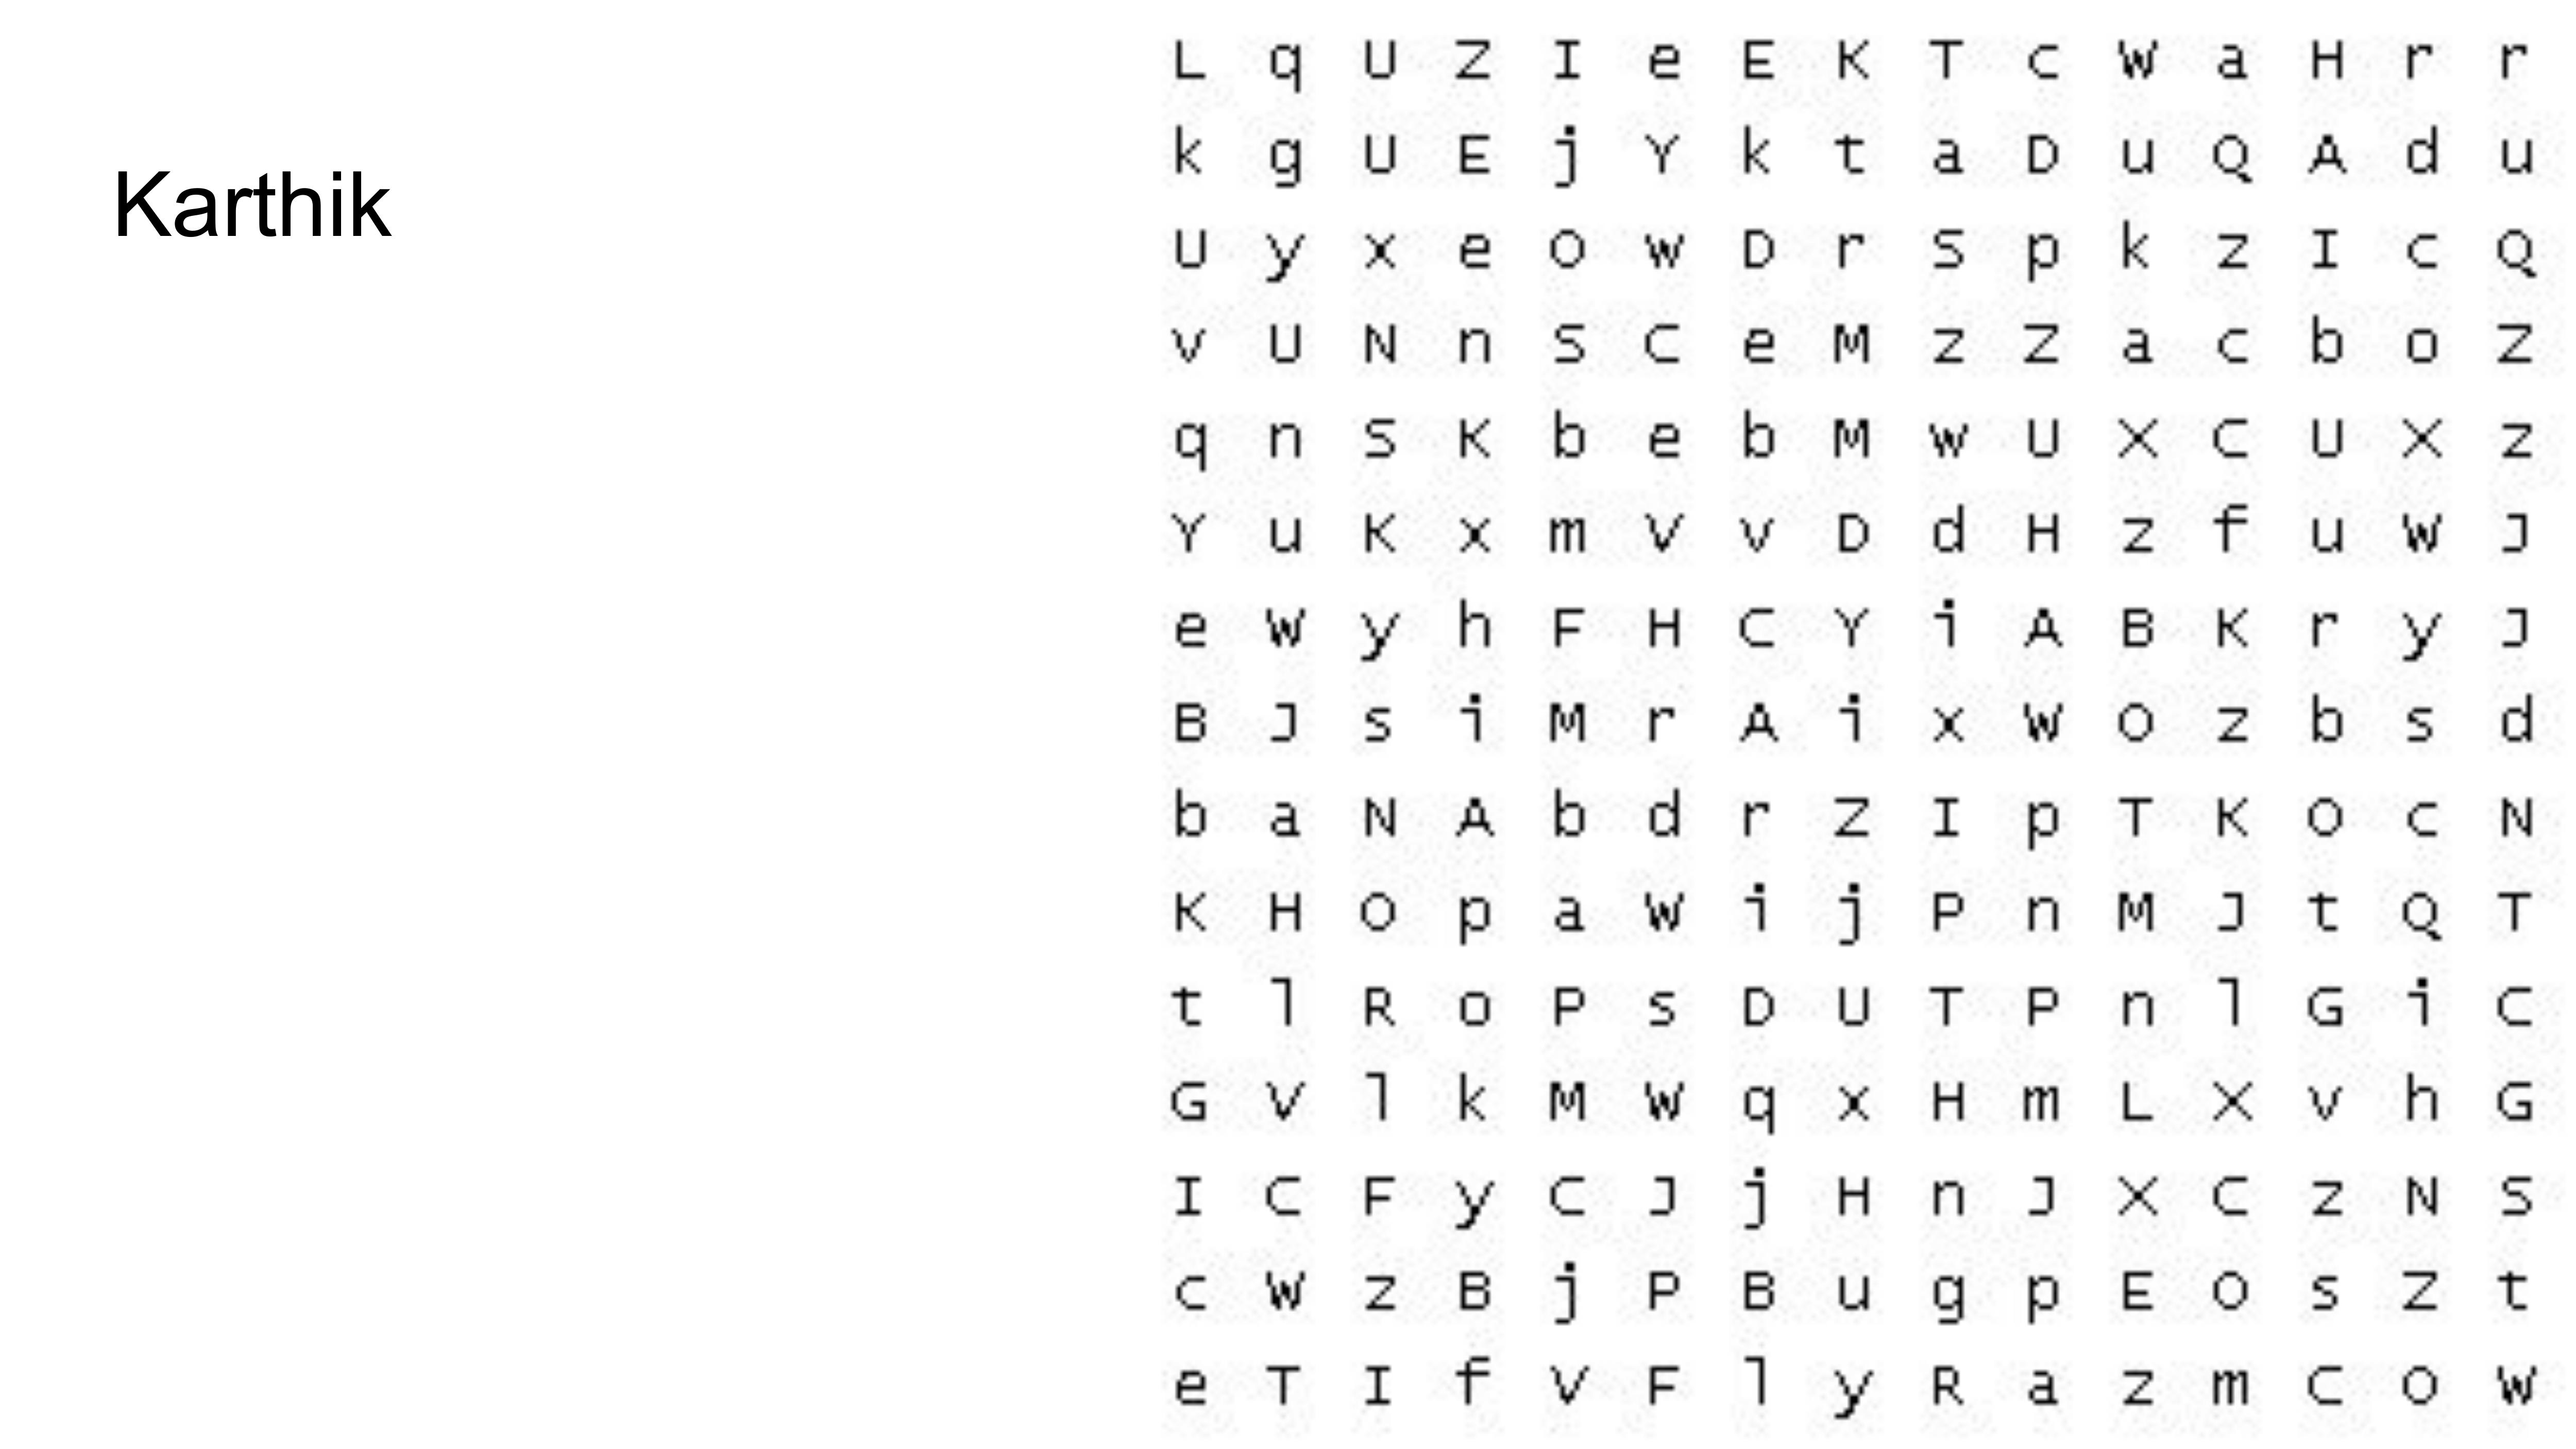 Karthik
L q U Z I e E K T c W a H r r
k g U E j Y k t a D u Q A d u
U y x e O w D r S p k z I c Q
v U N n S C e M z Z a c b o Z
q n S K b e b M w U X C U X z
Y u K x m V v D d H z f u W J
e W y h F H C Y i A B K r y J
B J s i M r A i x W O z b s d
b a N A b d r Z I p T K O c N
K H O p a W i j P n M J t Q T
t l R o P s D U T P n l G i C
G V l k M W q x H m L X v h G
I C F y C J j H n J X C z N S
c W z B j P B u g p E O s Z t
e T I f V F l y R a z m C O W